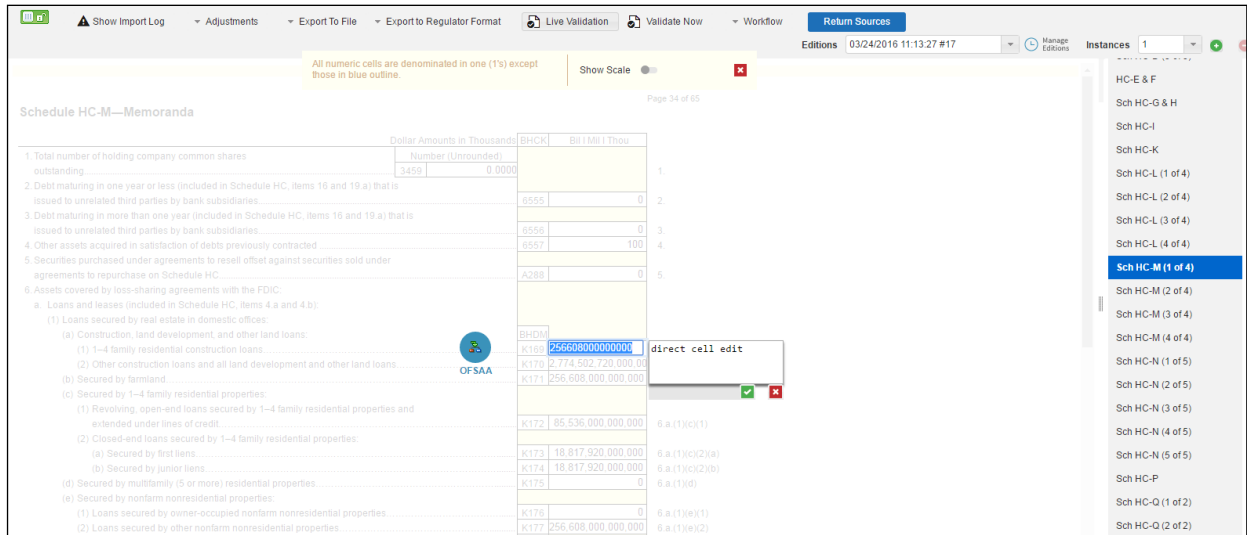 Show Import Log Adjustments Export To File Export to Regulator Format Live Validation Validate Now Workflow Return Sources
Editions 03/24/2016 11:13:27 #17 Manage Editions Instances 1
All numeric cells are denominated in one (1's) except
those in blue outline.
Show Scale
Page 34 of 65
Schedule HC-M—Memoranda
Dollar Amounts in Thousands BHCK Bil I Mil I Thou
1. Total number of holding company common shares Number (Unrounded)
outstanding 3459 0.0000 1
2. Debt maturing in one year or less (included in Schedule HC, items 16 and 19.a) that is
issued to unrelated third parties by bank subsidiaries 6555 0 2.
3. Debt maturing in more than one year (included in Schedule HC, items 16 and 19.a) that is
issued to unrelated third parties by bank subsidiaries 6556 0 3.
4. Other assets acquired in satisfaction of debts previously contracted 6557 100 4.
5. Securities purchased under agreements to resell offset against securities sold under
agreements to repurchase on Schedule HC A288 0 5.
6. Assets covered by loss-sharing agreements with the FDIC:
a. Loans and leases (included in Schedule HC, items 4.a and 4.b):
(1) Loans secured by real estate in domestic offices:
(a) Construction, land development, and other land loans: BHDM
(1) 1–4 family residential construction loans K169 256608000000000 direct cell edit
(2) Other construction loans and all land development and other land loans K170 2,774,502,720,000,00
OFSAA
(b) Secured by farmland K171 256,608,000,000,000
(c) Secured by 1–4 family residential properties:
(1) Revolving, open-end loans secured by 1–4 family residential properties and
extended under lines of credit K172 85,536,000,000,000 6.a.(1)(c)(1)
(2) Closed-end loans secured by 1–4 family residential properties:
(a) Secured by first liens K173 18,817,920,000,000 6.a.(1)(c)(2)(a)
(b) Secured by junior liens K174 18,817,920,000,000 6.a.(1)(c)(2)(b)
(d) Secured by multifamily (5 or more) residential properties K175 0 6.a.(1)(d)
(e) Secured by nonfarm nonresidential properties:
(1) Loans secured by owner-occupied nonfarm nonresidential properties K176 0 6.a.(1)(e)(1)
(2) Loans secured by other nonfarm nonresidential properties K177 256,608,000,000,000 6.a.(1)(e)(2)
HC-E & F
Sch HC-G & H
Sch HC-I
Sch HC-K
Sch HC-L (1 of 4)
Sch HC-L (2 of 4)
Sch HC-L (3 of 4)
Sch HC-L (4 of 4)
Sch HC-M (1 of 4)
Sch HC-M (2 of 4)
Sch HC-M (3 of 4)
Sch HC-M (4 of 4)
Sch HC-N (1 of 5)
Sch HC-N (2 of 5)
Sch HC-N (3 of 5)
Sch HC-N (4 of 5)
Sch HC-N (5 of 5)
Sch HC-P
Sch HC-Q (1 of 2)
Sch HC-Q (2 of 2)